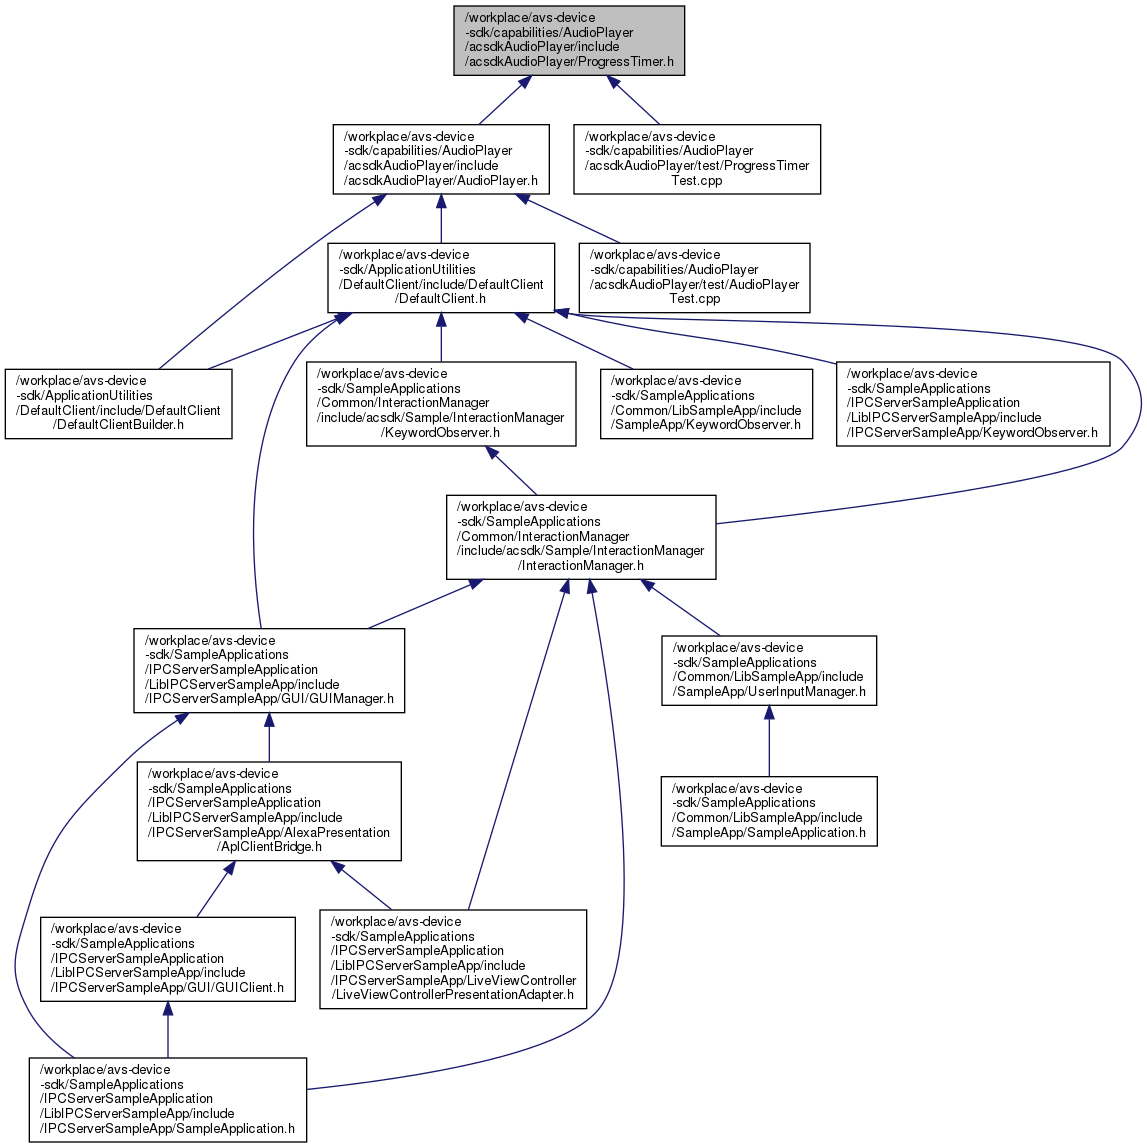 /workplace/avs-device
-sdk/capabilities/AudioPlayer
/acsdkAudioPlayer/include
/acsdkAudioPlayer/ProgressTimer.h
/workplace/avs-device
-sdk/capabilities/AudioPlayer
/acsdkAudioPlayer/include
/acsdkAudioPlayer/AudioPlayer.h
/workplace/avs-device
-sdk/capabilities/AudioPlayer
/acsdkAudioPlayer/test/ProgressTimer
Test.cpp
/workplace/avs-device
-sdk/ApplicationUtilities
/DefaultClient/include/DefaultClient
/DefaultClient.h
/workplace/avs-device
-sdk/capabilities/AudioPlayer
/acsdkAudioPlayer/test/AudioPlayer
Test.cpp
/workplace/avs-device
-sdk/ApplicationUtilities
/DefaultClient/include/DefaultClient
/DefaultClientBuilder.h
/workplace/avs-device
-sdk/SampleApplications
/Common/InteractionManager
/include/acsdk/Sample/InteractionManager
/KeywordObserver.h
/workplace/avs-device
-sdk/SampleApplications
/Common/LibSampleApp/include
/SampleApp/KeywordObserver.h
/workplace/avs-device
-sdk/SampleApplications
/IPCServerSampleApplication
/LibIPCServerSampleApp/include
/IPCServerSampleApp/KeywordObserver.h
/workplace/avs-device
-sdk/SampleApplications
/Common/InteractionManager
/include/acsdk/Sample/InteractionManager
/InteractionManager.h
/workplace/avs-device
-sdk/SampleApplications
/IPCServerSampleApplication
/LibIPCServerSampleApp/include
/IPCServerSampleApp/GUI/GUIManager.h
/workplace/avs-device
-sdk/SampleApplications
/Common/LibSampleApp/include
/SampleApp/UserInputManager.h
/workplace/avs-device
-sdk/SampleApplications
/IPCServerSampleApplication
/LibIPCServerSampleApp/include
/IPCServerSampleApp/AlexaPresentation
/AplClientBridge.h
/workplace/avs-device
-sdk/SampleApplications
/Common/LibSampleApp/include
/SampleApp/SampleApplication.h
/workplace/avs-device
-sdk/SampleApplications
/IPCServerSampleApplication
/LibIPCServerSampleApp/include
/IPCServerSampleApp/GUI/GUIClient.h
/workplace/avs-device
-sdk/SampleApplications
/IPCServerSampleApplication
/LibIPCServerSampleApp/include
/IPCServerSampleApp/LiveViewController
/LiveViewControllerPresentationAdapter.h
/workplace/avs-device
-sdk/SampleApplications
/IPCServerSampleApplication
/LibIPCServerSampleApp/include
/IPCServerSampleApp/SampleApplication.h